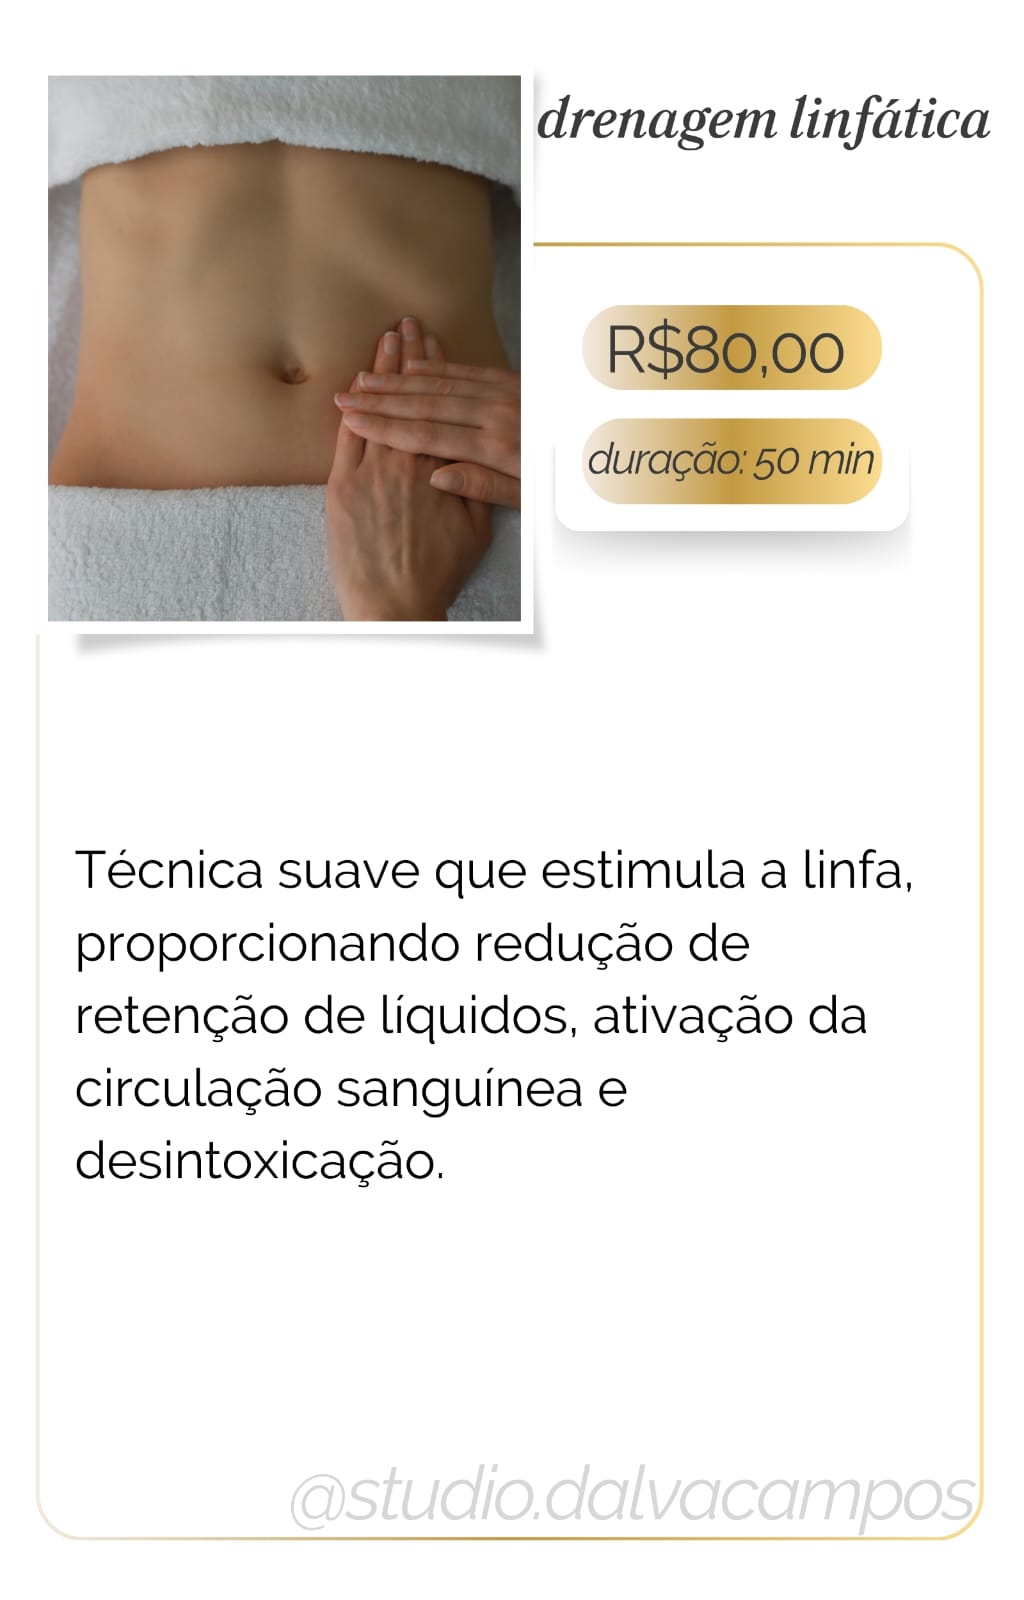 drenagem linfática
R$80,00
duração: 50 min
Técnica suave que estimula a linfa,
proporcionando redução de
retenção de líquidos, ativação da
circulação sanguínea e
desintoxicação.
@studio.dalvacampos